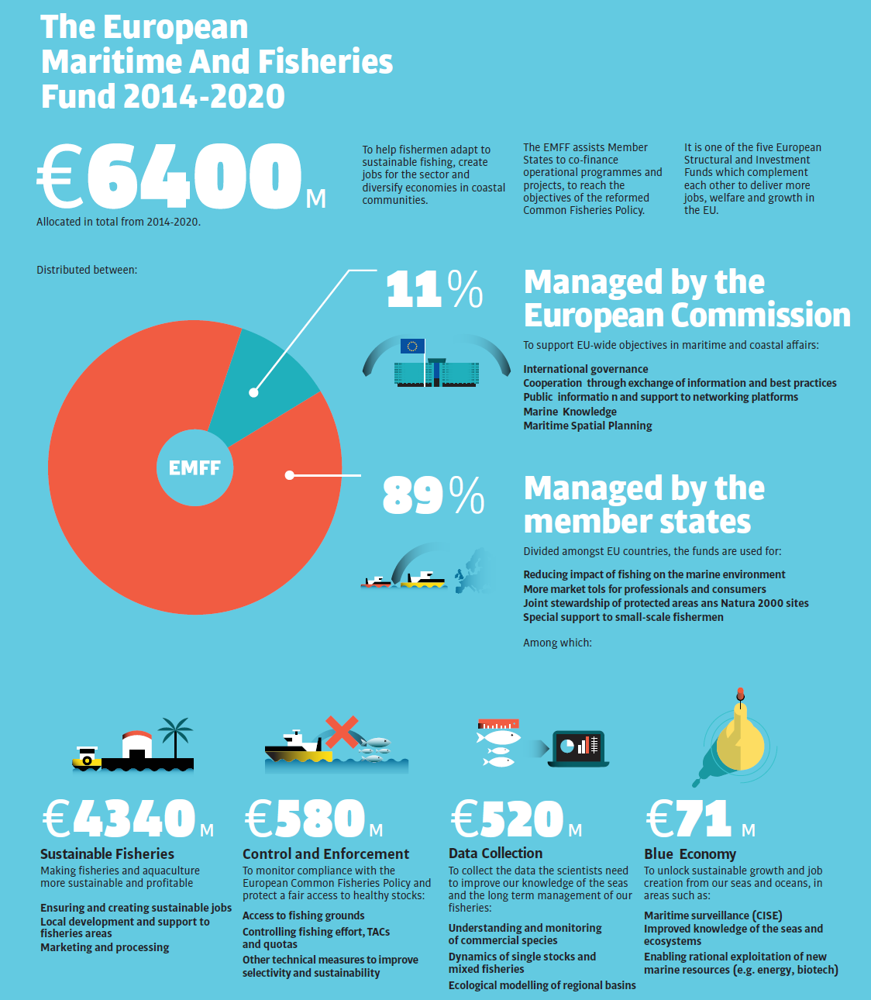 The European
Maritime And Fisheries
Fund 2014-2020
€6400 M
Allocated in total from 2014-2020.
To help fishermen adapt to
sustainable fishing, create
jobs for the sector and
diversify economies in coastal
communities.
The EMFF assists Member
States to co-finance
operational programmes and
projects, to reach the
objectives of the reformed
Common Fisheries Policy.
It is one of the five European
Structural and Investment
Funds which complement
each other to deliver more
jobs, welfare and growth in
the EU.
Distributed between:
EMFF
11%
Managed by the
European Commission
To support EU-wide objectives in maritime and coastal affairs:
International governance
Cooperation through exchange of information and best practices
Public informatio n and support to networking platforms
Marine Knowledge
Maritime Spatial Planning
89%
Managed by the
member states
Divided amongst EU countries, the funds are used for:
Reducing impact of fishing on the marine environment
More market tols for professionals and consumers
Joint stewardship of protected areas ans Natura 2000 sites
Special support to small-scale fishermen
Among which:
€4340 M
Sustainable Fisheries
Making fisheries and aquaculture
more sustainable and profitable
Ensuring and creating sustainable jobs
Local development and support to
fisheries areas
Marketing and processing
€580 M
Control and Enforcement
To monitor compliance with the
European Common Fisheries Policy and
protect a fair access to healthy stocks:
Access to fishing grounds
Controlling fishing effort, TACs
and quotas
Other technical measures to improve
selectivity and sustainability
€520 M
Data Collection
To collect the data the scientists need
to improve our knowledge of the seas
and the long term management of our
fisheries:
Understanding and monitoring
of commercial species
Dynamics of single stocks and
mixed fisheries
Ecological modelling of regional basins
€71 M
Blue Economy
To unlock sustainable growth and job
creation from our seas and oceans, in
areas such as:
Maritime surveillance (CISE)
Improved knowledge of the seas and
ecosystems
Enabling rational exploitation of new
marine resources (e.g. energy, biotech)